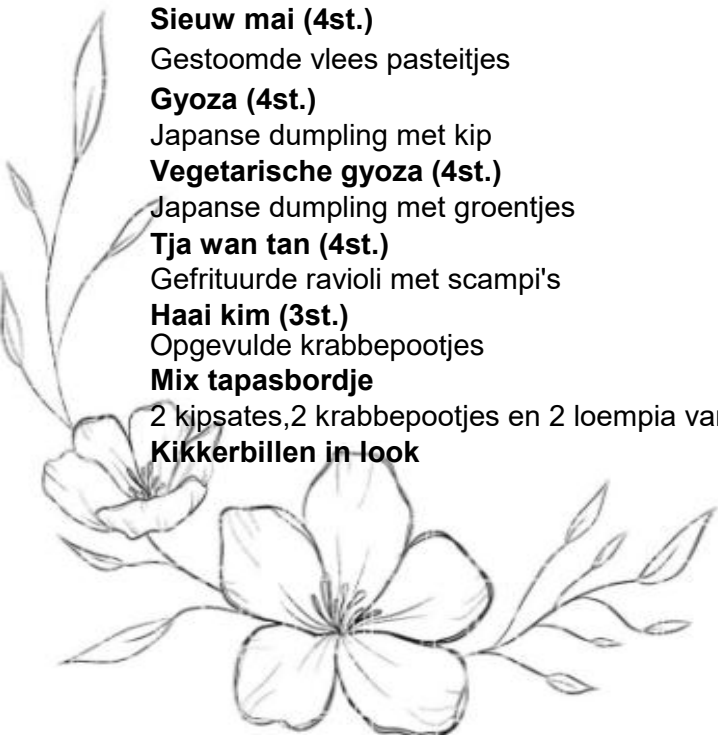 Sieuw mai (4st.)
Gestoomde vlees pasteitjes
Gyoza (4st.)
Japanse dumpling met kip
Vegetarische gyoza (4st.)
Japanse dumpling met groentjes
Tja wan tan (4st.)
Gefrituurde ravioli met scampi's
Haai kim (3st.)
Opgevulde krabbepootjes
Mix tapasbordje
2 kipsates,2 krabbepootjes en 2 loempia
Kikkerbillen in look